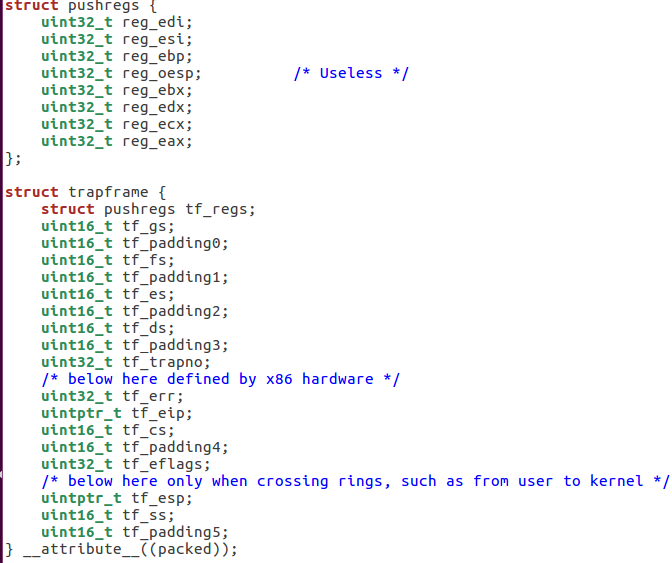 struct pushregs {
    uint32_t reg_edi;
    uint32_t reg_esi;
    uint32_t reg_ebp;
    uint32_t reg_oesp;          /* Useless */
    uint32_t reg_ebx;
    uint32_t reg_edx;
    uint32_t reg_ecx;
    uint32_t reg_eax;
};

struct trapframe {
    struct pushregs tf_regs;
    uint16_t tf_gs;
    uint16_t tf_padding0;
    uint16_t tf_fs;
    uint16_t tf_padding1;
    uint16_t tf_es;
    uint16_t tf_padding2;
    uint16_t tf_ds;
    uint16_t tf_padding3;
    uint32_t tf_trapno;
    /* below here defined by x86 hardware */
    uint32_t tf_err;
    uintptr_t tf_eip;
    uint16_t tf_cs;
    uint16_t tf_padding4;
    uint32_t tf_eflags;
    /* below here only when crossing rings, such as from user to kernel */
    uintptr_t tf_esp;
    uint16_t tf_ss;
    uint16_t tf_padding5;
} __attribute__((packed));